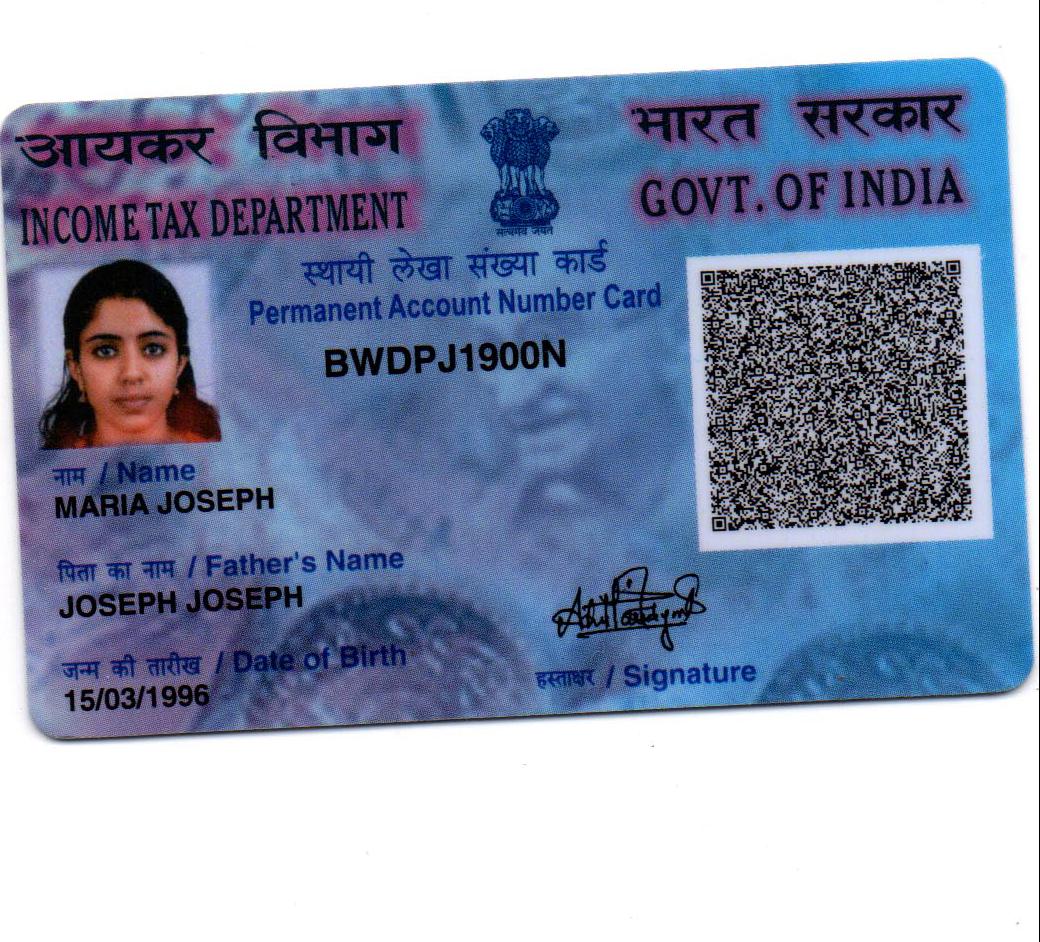 आयकर विभाग
INCOME TAX DEPARTMENT
सत्यमेव जयते
भारत सरकार
GOVT. OF INDIA
स्थायी लेखा संख्या कार्ड
Permanent Account Number Card
BWDPJ1900N
नाम / Name
MARIA JOSEPH
पिता का नाम / Father's Name
JOSEPH JOSEPH
जन्म की तारीख / Date of Birth
15/03/1996
हस्ताक्षर / Signature